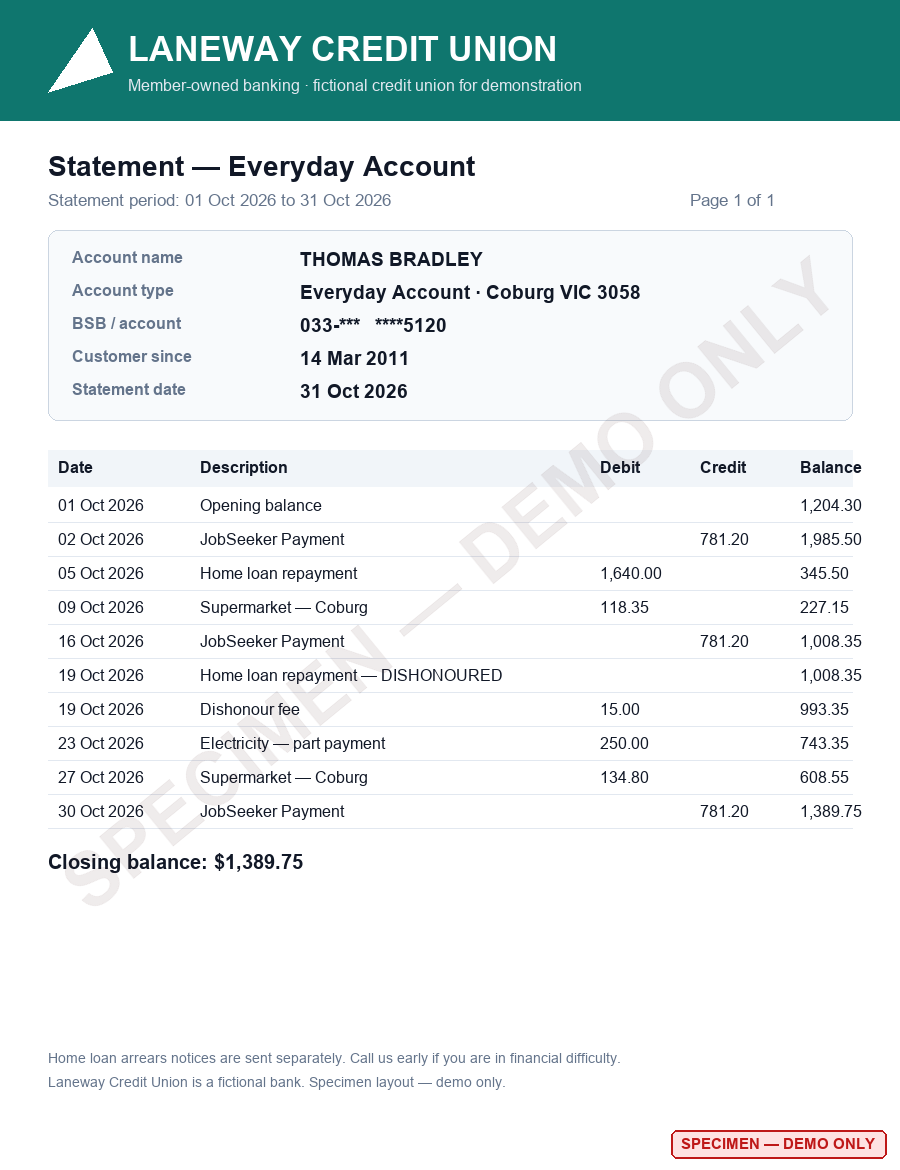 LANEWAY CREDIT UNION
Member-owned banking · fictional credit union for demonstration
Statement — Everyday Account
Statement period: 01 Oct 2026 to 31 Oct 2026 Page 1 of 1
Account name THOMAS BRADLEY
Account type Everyday Account · Coburg VIC 3058
BSB / account 033-*** ****5120
Customer since 14 Mar 2011
Statement date 31 Oct 2026
Date Description Debit Credit Balance
01 Oct 2026 Opening balance 1,204.30
02 Oct 2026 JobSeeker Payment 781.20 1,985.50
05 Oct 2026 Home loan repayment 1,640.00 345.50
09 Oct 2026 Supermarket — Coburg 118.35 227.15
16 Oct 2026 JobSeeker Payment 781.20 1,008.35
19 Oct 2026 Home loan repayment — DISHONOURED 1,008.35
19 Oct 2026 Dishonour fee 15.00 993.35
23 Oct 2026 Electricity — part payment 250.00 743.35
27 Oct 2026 Supermarket — Coburg 134.80 608.55
30 Oct 2026 JobSeeker Payment 781.20 1,389.75
Closing balance: $1,389.75
SPECIMEN — DEMO ONLY
Home loan arrears notices are sent separately. Call us early if you are in financial difficulty.
Laneway Credit Union is a fictional bank. Specimen layout — demo only.
SPECIMEN — DEMO ONLY